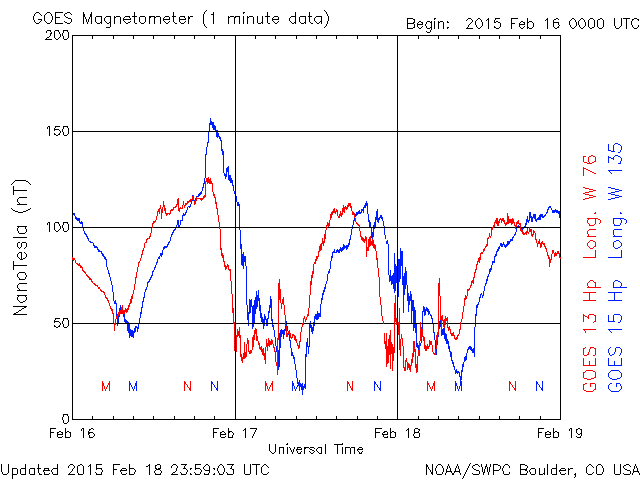 GOES Magnetometer (1 minute data)
Begin: 2015 Feb 16 0000 UTC
200
150
100
50
0
NanoTesla (nT)
M M N N M M N N M M N N
Feb 16 Feb 17 Feb 18 Feb 19
Universal Time
GOES 13 Hp Long. W 76
GOES 15 Hp Long. W 135
Updated 2015 Feb 18 23:59:03 UTC
NOAA/SWPC Boulder, CO USA